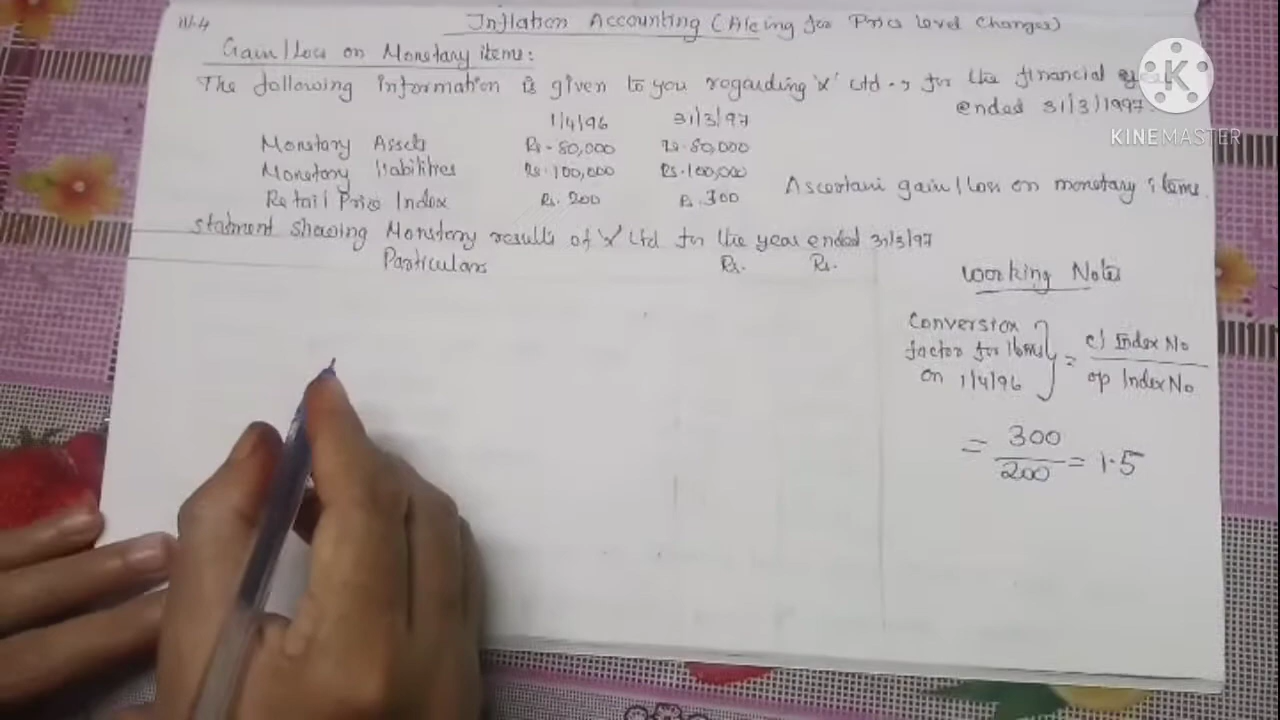 Ill-4 Inflation Accounting (A/cing for Price level Changes)
Gain/Loss on Monetary items:
The following information is given to you regarding 'X' Ltd., for the financial year
ended 31/3/1997
1/4/96 31/3/97
Monetary Assets Rs. 80,000 Rs. 80,000
Monetary liabilities Rs. 100,000 Rs. 100,000
Retail Price Index Rs. 200 Rs. 300
Ascertain gain/Loss on monetary items.
Statment showing Monetary results of 'X' Ltd for the year ended 31/3/97
Particulars Rs. Rs.
Working Notes
Conversion
factor for items
on 1/4/96
= cl Index No
op Index No
= 300
200
= 1.5
K
KINEMASTER